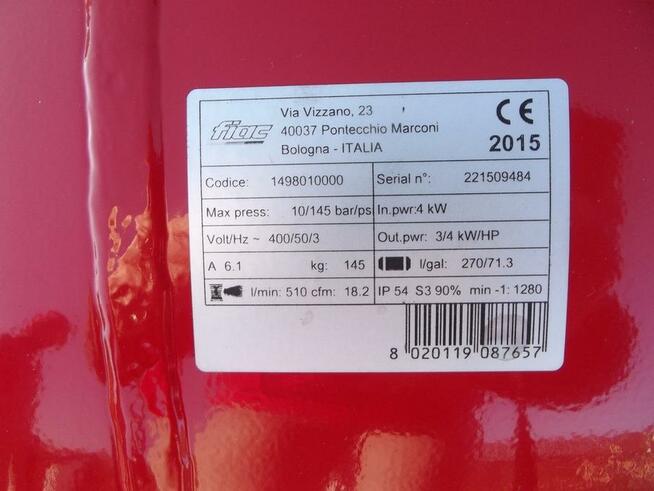 fiac
Via Vizzano, 23
40037 Pontecchio Marconi
Bologna - ITALIA
CE
2015
Codice: 1498010000
Serial n°: 221509484
Max press: 10/145 bar/ps
In.pwr:4 kW
Volt/Hz ~ 400/50/3
Out.pwr: 3/4 kW/HP
A 6.1 kg: 145
l/gal: 270/71.3
l/min: 510 cfm: 18.2
IP 54 S3 90% min -1: 1280
8 020119 087657